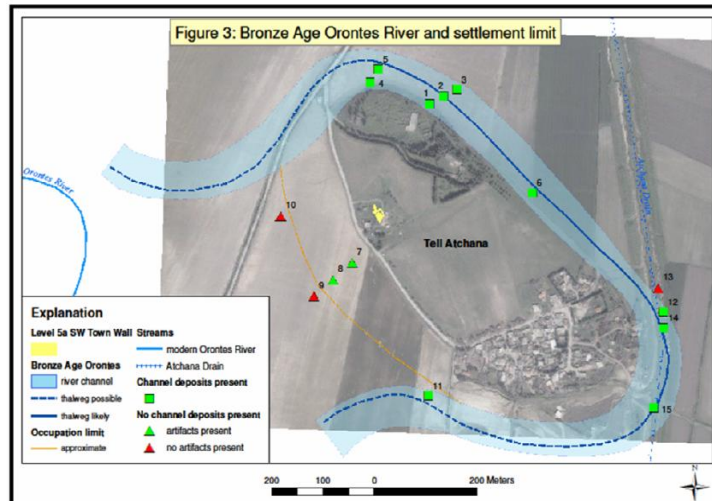 Figure 3: Bronze Age Orontes River and settlement limit
5
4
1
2
3
6
Orontes River
Atchana Drain
10
7
8
9
Tell Atchana
13
12
14
11
15
Explanation
Level 5a SW Town Wall
Bronze Age Orontes
river channel
thalweg possible
thalweg likely
Occupation limit
approximate
Streams
modern Orontes River
Atchana Drain
Channel deposits present
No channel deposits present
artifacts present
no artifacts present
200 100 0 200 Meters
N